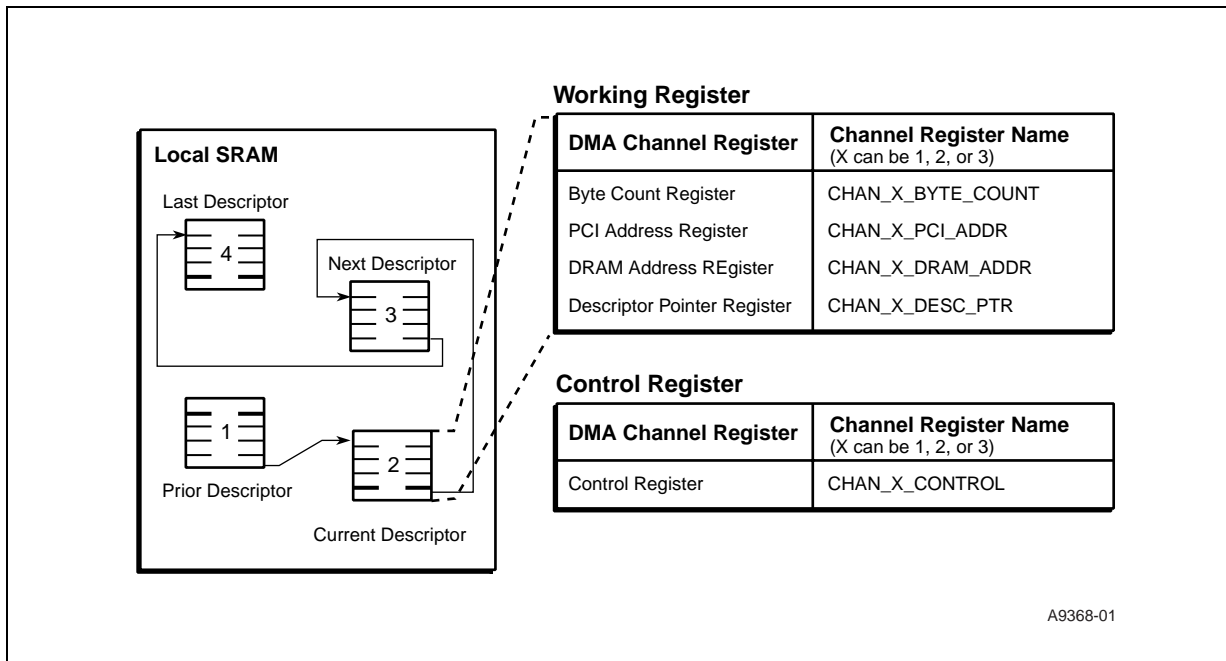 Local SRAM
Last Descriptor
4
Next Descriptor
3
1
Prior Descriptor
2
Current Descriptor
Working Register
DMA Channel Register
Channel Register Name
(X can be 1, 2, or 3)
Byte Count Register
CHAN_X_BYTE_COUNT
PCI Address Register
CHAN_X_PCI_ADDR
DRAM Address REgister
CHAN_X_DRAM_ADDR
Descriptor Pointer Register
CHAN_X_DESC_PTR
Control Register
DMA Channel Register
Channel Register Name
(X can be 1, 2, or 3)
Control Register
CHAN_X_CONTROL
A9368-01